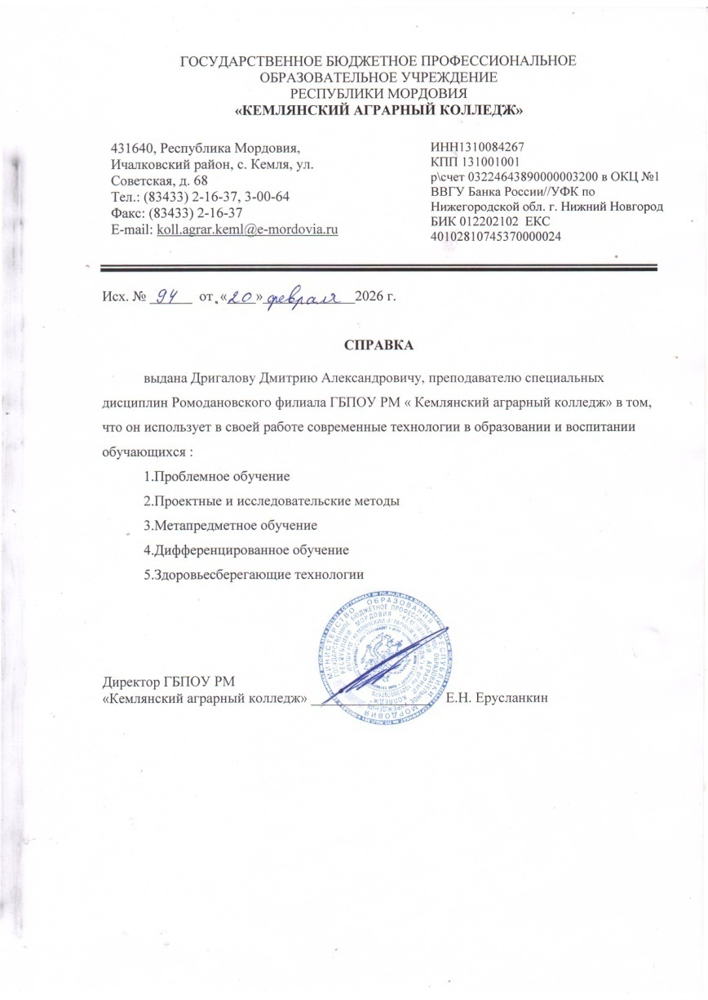 ГОСУДАРСТВЕННОЕ БЮДЖЕТНОЕ ПРОФЕССИОНАЛЬНОЕ
ОБРАЗОВАТЕЛЬНОЕ УЧРЕЖДЕНИЕ
РЕСПУБЛИКИ МОРДОВИЯ
«КЕМЛЯНСКИЙ АГРАРНЫЙ КОЛЛЕДЖ»
431640, Республика Мордовия,
Ичалковский район, с. Кемля, ул.
Советская, д. 68
Тел.: (83433) 2-16-37, 3-00-64
Факс: (83433) 2-16-37
E-mail: koll.agrar.keml@e-mordovia.ru
ИНН1310084267
КПП 131001001
р\счет 03224643890000003200 в ОКЦ №1
ВВГУ Банка России//УФК по
Нижегородской обл. г. Нижний Новгород
БИК 012202102 ЕКС
40102810745370000024
Исх. № 94 от «20» февраля 2026 г.
СПРАВКА
выдана Дригалову Дмитрию Александровичу, преподавателю специальных
дисциплин Ромодановского филиала ГБПОУ РМ « Кемлянский аграрный колледж» в том,
что он использует в своей работе современные технологии в образовании и воспитании
обучающихся :
1.Проблемное обучение
2.Проектные и исследовательские методы
3.Метапредметное обучение
4.Дифференцированное обучение
5.Здоровьесберегающие технологии
МИНИСТЕРСТВО ОБРАЗОВАНИЯ РЕСПУБЛИКИ МОРДОВИЯ
Директор ГБПОУ РМ
«Кемлянский аграрный колледж» Е.Н. Ерусланкин